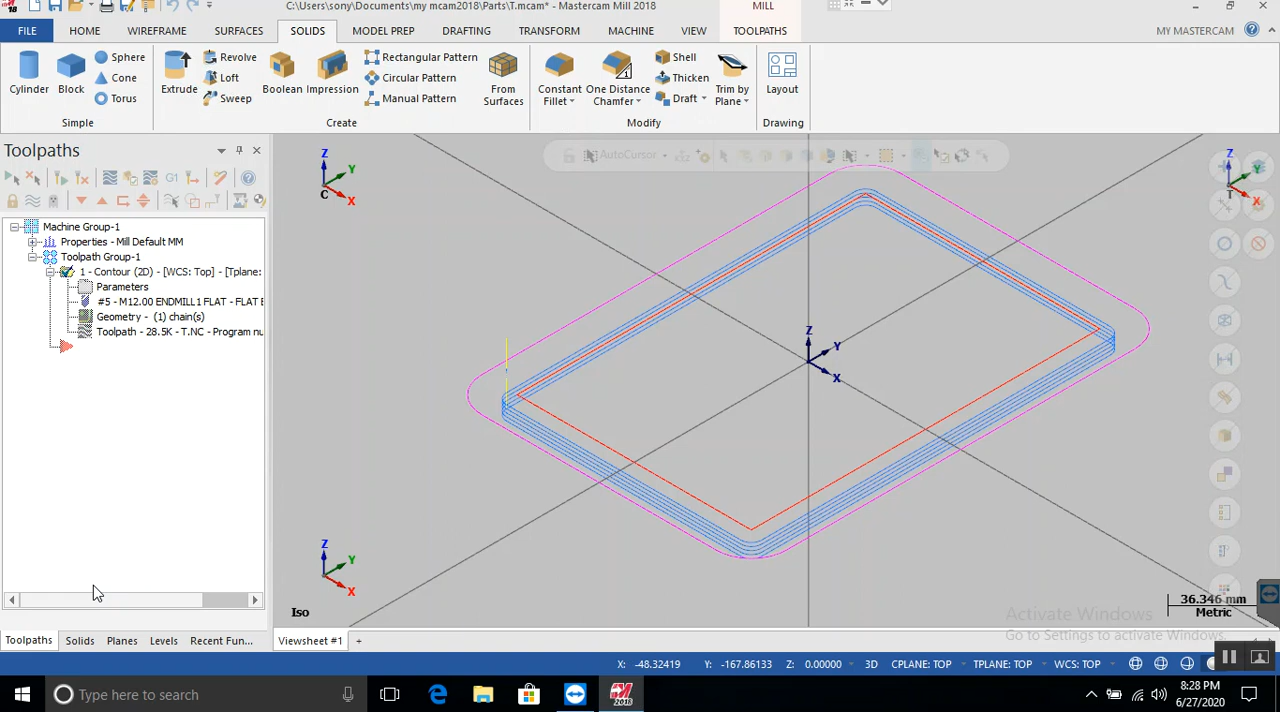 C:\Users\sony\Documents\my mcam2018\Parts\T.mcam* - Mastercam Mill 2018
MILL
FILE
HOME
WIREFRAME
SURFACES
SOLIDS
MODEL PREP
DRAFTING
TRANSFORM
MACHINE
VIEW
TOOLPATHS
MY MASTERCAM
Cylinder
Block
Sphere
Cone
Torus
Simple
Extrude
Revolve
Loft
Sweep
Boolean
Impression
Rectangular Pattern
Circular Pattern
Manual Pattern
From
Surfaces
Create
Constant
Fillet
One Distance
Chamfer
Shell
Thicken
Draft
Trim by
Plane
Modify
Layout
Drawing
Toolpaths
G1
AutoCursor
Machine Group-1
Properties - Mill Default MM
Toolpath Group-1
1 - Contour (2D) - [WCS: Top] - [Tplane:
Parameters
#5 - M12.00 ENDMILL1 FLAT - FLAT E
Geometry - (1) chain(s)
Toolpath - 28.5K - T.NC - Program nu
Z
Y
X
C
Z
Y
X
T
Z
Y
X
Z
Y
X
Iso
36.346 mm
Metric
Activate Windows
Go to Settings to activate Windows.
Toolpaths
Solids
Planes
Levels
Recent Fun...
Viewsheet #1
+
X: -48.32419
Y: -167.86133
Z: 0.00000
3D
CPLANE: TOP
TPLANE: TOP
WCS: TOP
Type here to search
2018
8:28 PM
6/27/2020